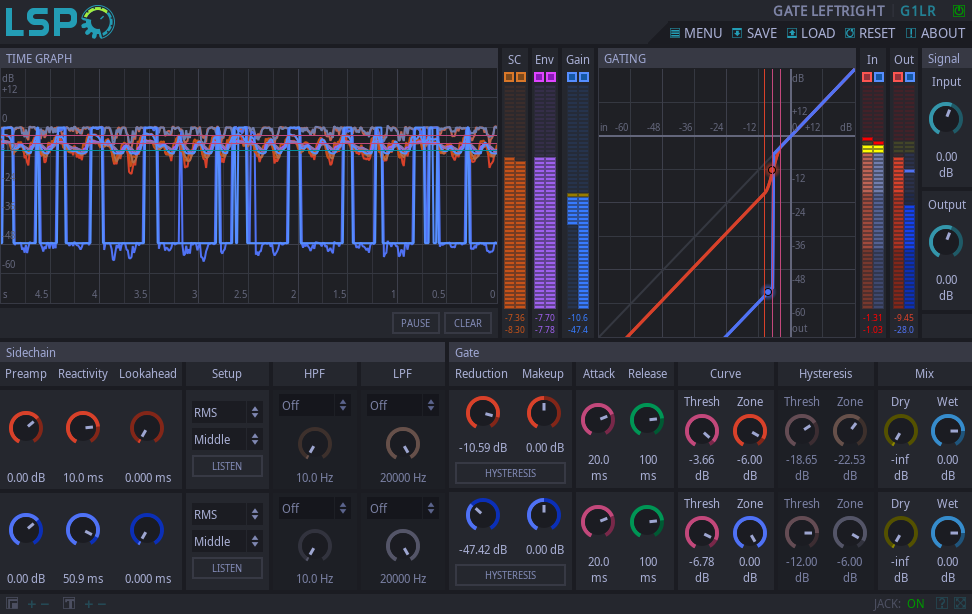 LSP
GATE LEFTRIGHT G1LR
MENU SAVE LOAD RESET ABOUT
TIME GRAPH SC Env Gain GATING In Out Signal
dB
+12
0
-60
s 4.5 4 3.5 3 2.5 2 1.5 1 0.5 0
PAUSE CLEAR
-7.36 -7.70 -10.6
-8.30 -7.78 -47.4
dB
+12
in -60 -48 -36 -24 -12 0 +12 dB
-12
-24
-36
-48
-60
out
-1.31 -9.45
-1.03 -28.0
Input
0.00
dB
Output
0.00
dB
Sidechain Gate
Preamp Reactivity Lookahead Setup HPF LPF Reduction Makeup Attack Release Curve Hysteresis Mix
RMS Off Off Thresh Zone Thresh Zone Dry Wet
Middle
LISTEN
0.00 dB 10.0 ms 0.000 ms 10.0 Hz 20000 Hz
-10.59 dB 0.00 dB
HYSTERESIS
20.0 100 -3.66 -6.00 -18.65 -22.53 -inf 0.00
ms ms dB dB dB dB dB dB
RMS Off Off Thresh Zone Thresh Zone Dry Wet
Middle
LISTEN
0.00 dB 50.9 ms 0.000 ms 10.0 Hz 20000 Hz
-47.42 dB 0.00 dB
HYSTERESIS
20.0 100 -6.78 0.00 -12.00 -6.00 -inf 0.00
ms ms dB dB dB dB dB dB
JACK: ON